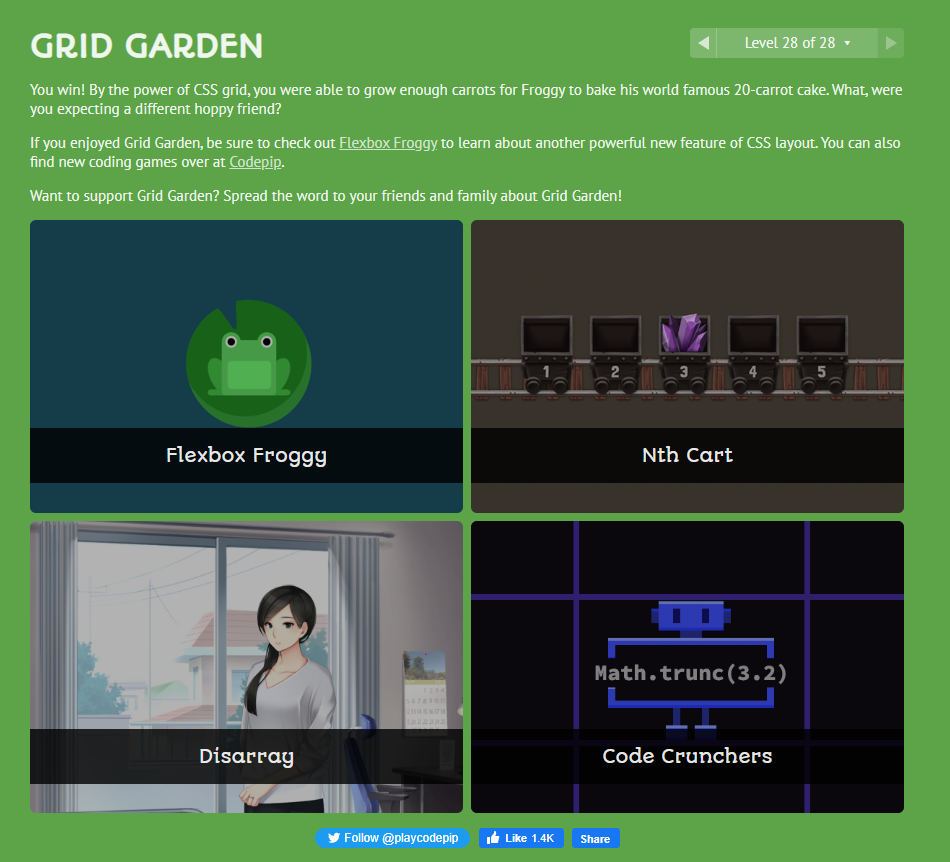 GRID GARDEN
Level 28 of 28
You win! By the power of CSS grid, you were able to grow enough carrots for Froggy to bake his world famous 20-carrot cake. What, were
you expecting a different hoppy friend?
If you enjoyed Grid Garden, be sure to check out Flexbox Froggy to learn about another powerful new feature of CSS layout. You can also
find new coding games over at Codepip.
Want to support Grid Garden? Spread the word to your friends and family about Grid Garden!
1 2 3 4 5
Flexbox Froggy
Nth Cart
Math.trunc(3.2)
Disarray
Code Crunchers
Follow @playcodepip
Like 1.4K
Share